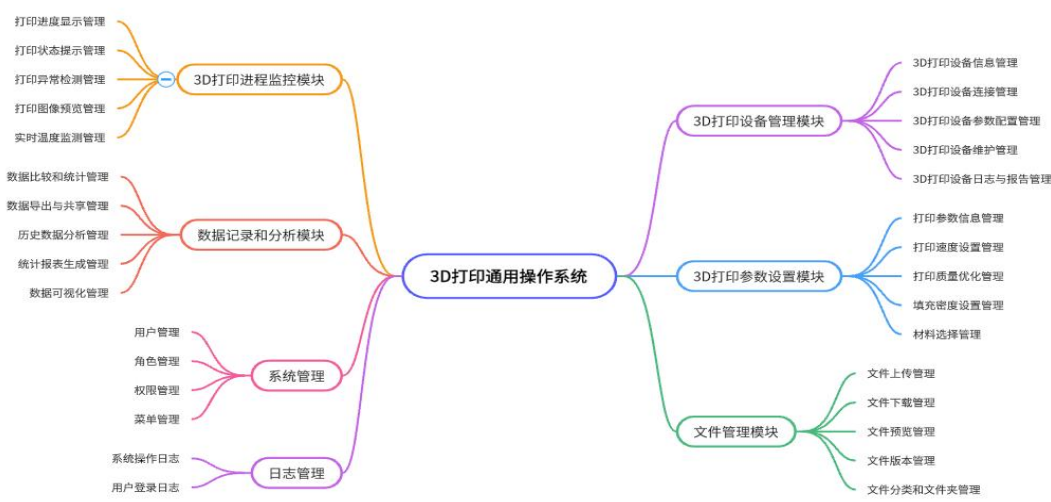 3D打印通用操作系统
3D打印进程监控模块
打印进度显示管理
打印状态提示管理
打印异常检测管理
打印图像预览管理
实时温度监测管理
数据记录和分析模块
数据比较和统计管理
数据导出与共享管理
历史数据分析管理
统计报表生成管理
数据可视化管理
系统管理
用户管理
角色管理
权限管理
菜单管理
日志管理
系统操作日志
用户登录日志
3D打印设备管理模块
3D打印设备信息管理
3D打印设备连接管理
3D打印设备参数配置管理
3D打印设备维护管理
3D打印设备日志与报告管理
3D打印参数设置模块
打印参数信息管理
打印速度设置管理
打印质量优化管理
填充密度设置管理
材料选择管理
文件管理模块
文件上传管理
文件下载管理
文件预览管理
文件版本管理
文件分类和文件夹管理